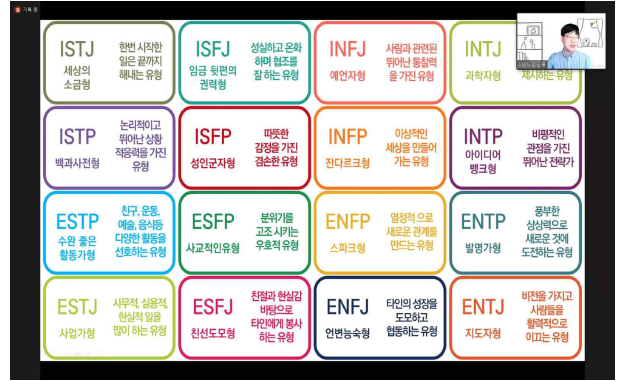 기록 중
ISTJ
세상의
소금형
한번 시작한
일은 끝까지
해내는 유형
ISFJ
임금 뒷편의
권력형
성실하고 온화
하며 협조를
잘 하는 유형
INFJ
예언자형
사람과 관련된
뛰어난 통찰력
을 가진 유형
INTJ
과학자형
제시하는 유형
ISTP
백과사전형
논리적이고
뛰어난 상황
적응력을 가진
유형
ISFP
성인군자형
따뜻한
감정을 가진
겸손한 유형
INFP
잔다르크형
이상적인
세상을 만들어
가는 유형
INTP
아이디어
뱅크형
비평적인
관점을 가진
뛰어난 전략가
ESTP
수완 좋은
활동가형
친구, 운동,
예술, 음식등
다양한 활동을
선호하는 유형
ESFP
사교적인유형
분위기를
고조 시키는
우호적 유형
ENFP
스파크형
열정적 으로
새로운 관계를
만드는 유형
ENTP
발명가형
풍부한
상상력으로
새로운 것에
도전하는 유형
ESTJ
사업가형
사무적, 실용적,
현실적 일을
많이 하는 유형
ESFJ
친선도모형
친절과 현실감
바탕으로
타인에게 봉사
하는 유형
ENFJ
언변능숙형
타인의 성장을
도모하고
협동하는 유형
ENTJ
지도자형
비전을 가지고
사람들을
활력적으로
이끄는 유형